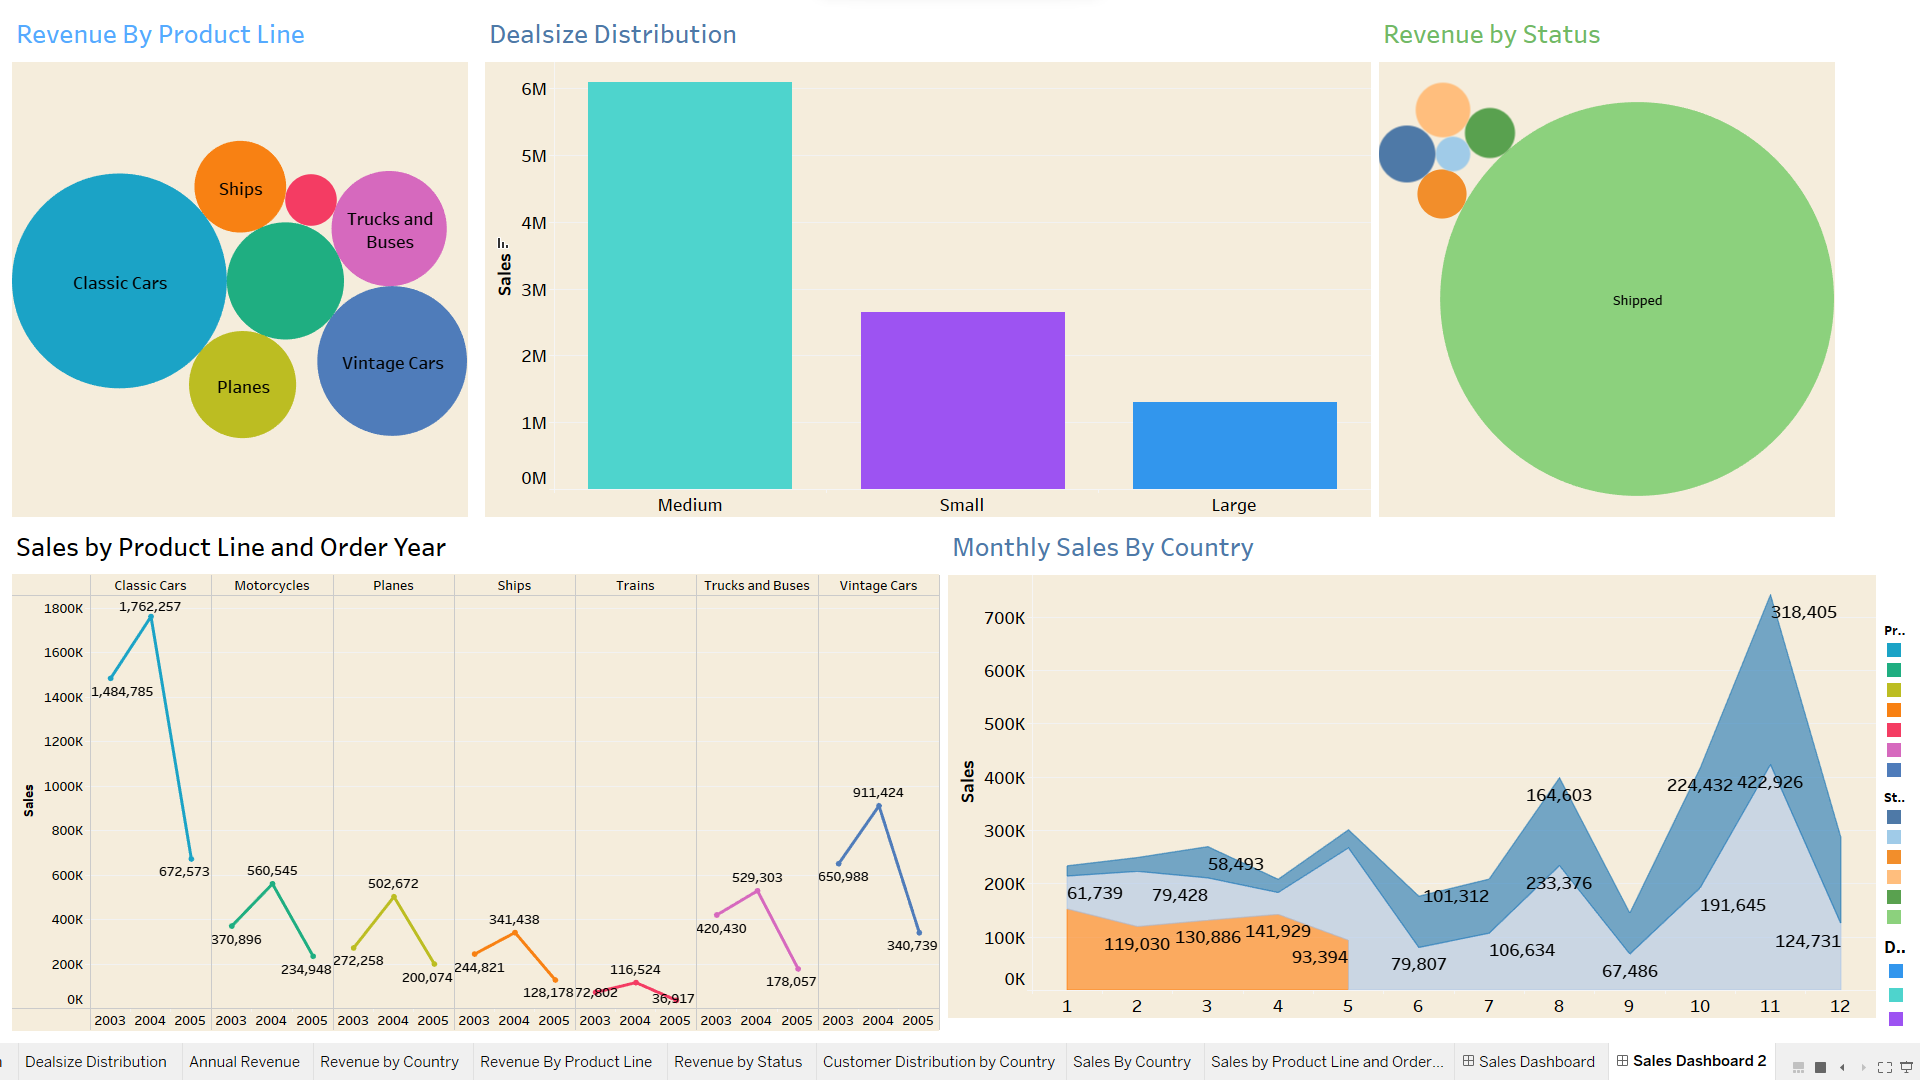 Revenue By Product Line
Dealsize Distribution
Revenue by Status
Ships
Trucks and
Buses
Classic Cars
Vintage Cars
Planes
Sales
6M
5M
4M
3M
2M
1M
0M
Medium
Small
Large
Shipped
Sales by Product Line and Order Year
Classic Cars
Motorcycles
Planes
Ships
Trains
Trucks and Buses
Vintage Cars
Sales
1800K
1600K
1400K
1200K
1000K
800K
600K
400K
200K
0K
1,484,785
1,762,257
672,573
370,896
560,545
234,948
272,258
502,672
200,074
244,821
341,438
128,178
72,802
116,524
36,917
420,430
529,303
178,057
650,988
911,424
340,739
2003 2004 2005
2003 2004 2005
2003 2004 2005
2003 2004 2005
2003 2004 2005
2003 2004 2005
2003 2004 2005
Monthly Sales By Country
Sales
700K
600K
500K
400K
300K
200K
100K
0K
318,405
164,603
224,432
422,926
58,493
61,739
79,428
101,312
233,376
191,645
119,030
130,886
141,929
93,394
79,807
106,634
67,486
124,731
1 2 3 4 5 6 7 8 9 10 11 12
Pr..
St..
D..
Dealsize Distribution
Annual Revenue
Revenue by Country
Revenue By Product Line
Revenue by Status
Customer Distribution by Country
Sales By Country
Sales by Product Line and Order...
Sales Dashboard
Sales Dashboard 2